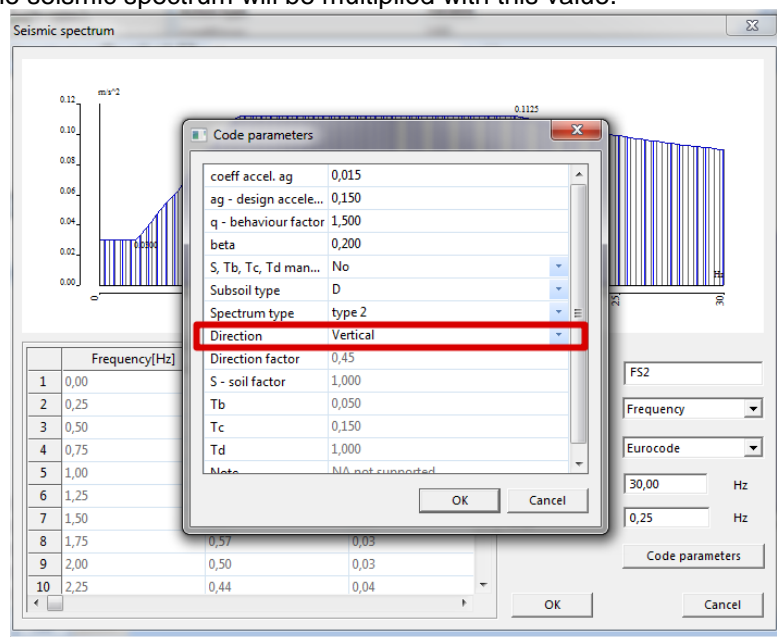 e seismic spectrum will be multiplied with this value.
Seismic spectrum
m/s^2
0.12
0.10
0.08
0.06
0.04
0.02
0.00
0.0300
0.1125
Hz
0
25
30
Code parameters
coeff accel. ag 0,015
ag - design accele... 0,150
q - behaviour factor 1,500
beta 0,200
S, Tb, Tc, Td man... No
Subsoil type D
Spectrum type type 2
Direction Vertical
Direction factor 0,45
S - soil factor 1,000
Tb 0,050
Tc 0,150
Td 1,000
Note NA not supported
OK Cancel
Frequency[Hz]
1 0,00
2 0,25
3 0,50
4 0,75
5 1,00
6 1,25
7 1,50
8 1,75 0,57 0,03
9 2,00 0,50 0,03
10 2,25 0,44 0,04
FS2
Frequency
Eurocode
30,00 Hz
0,25 Hz
Code parameters
OK Cancel